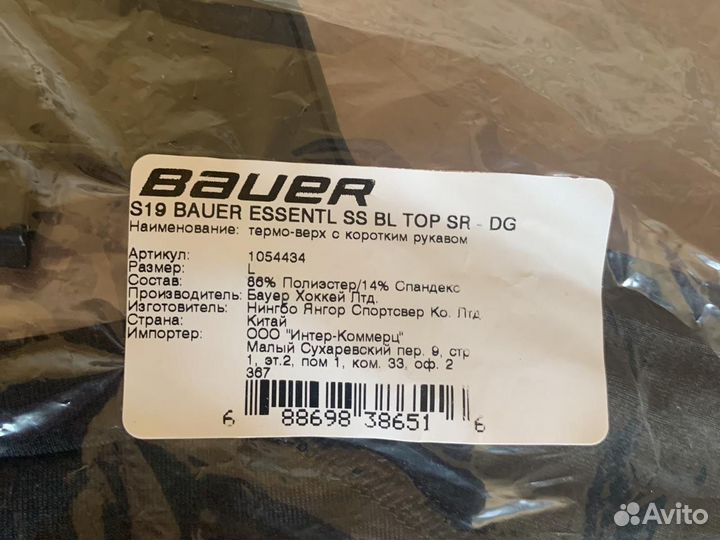 BAUER
S19 BAUER ESSENTL SS BL TOP SR - DG
Наименование: термо-верх с коротким рукавом
Артикул: 1054434
Размер: L
Состав: 86% Полиэстер/14% Спандекс
Производитель: Бауер Хоккей Лтд.
Изготовитель: Нингбо Янгор Спортсвер Ко. Лтд
Страна: Китай
Импортер: ООО "Интер-Коммерц"
Малый Сухаревский пер. 9, стр
1, эт.2, пом 1, ком. 33, оф. 2
367
6 88698 38651 6
Avito